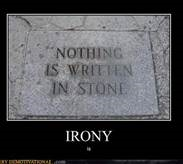 NOTHING
IS WRITTEN
IN STONE
IRONY